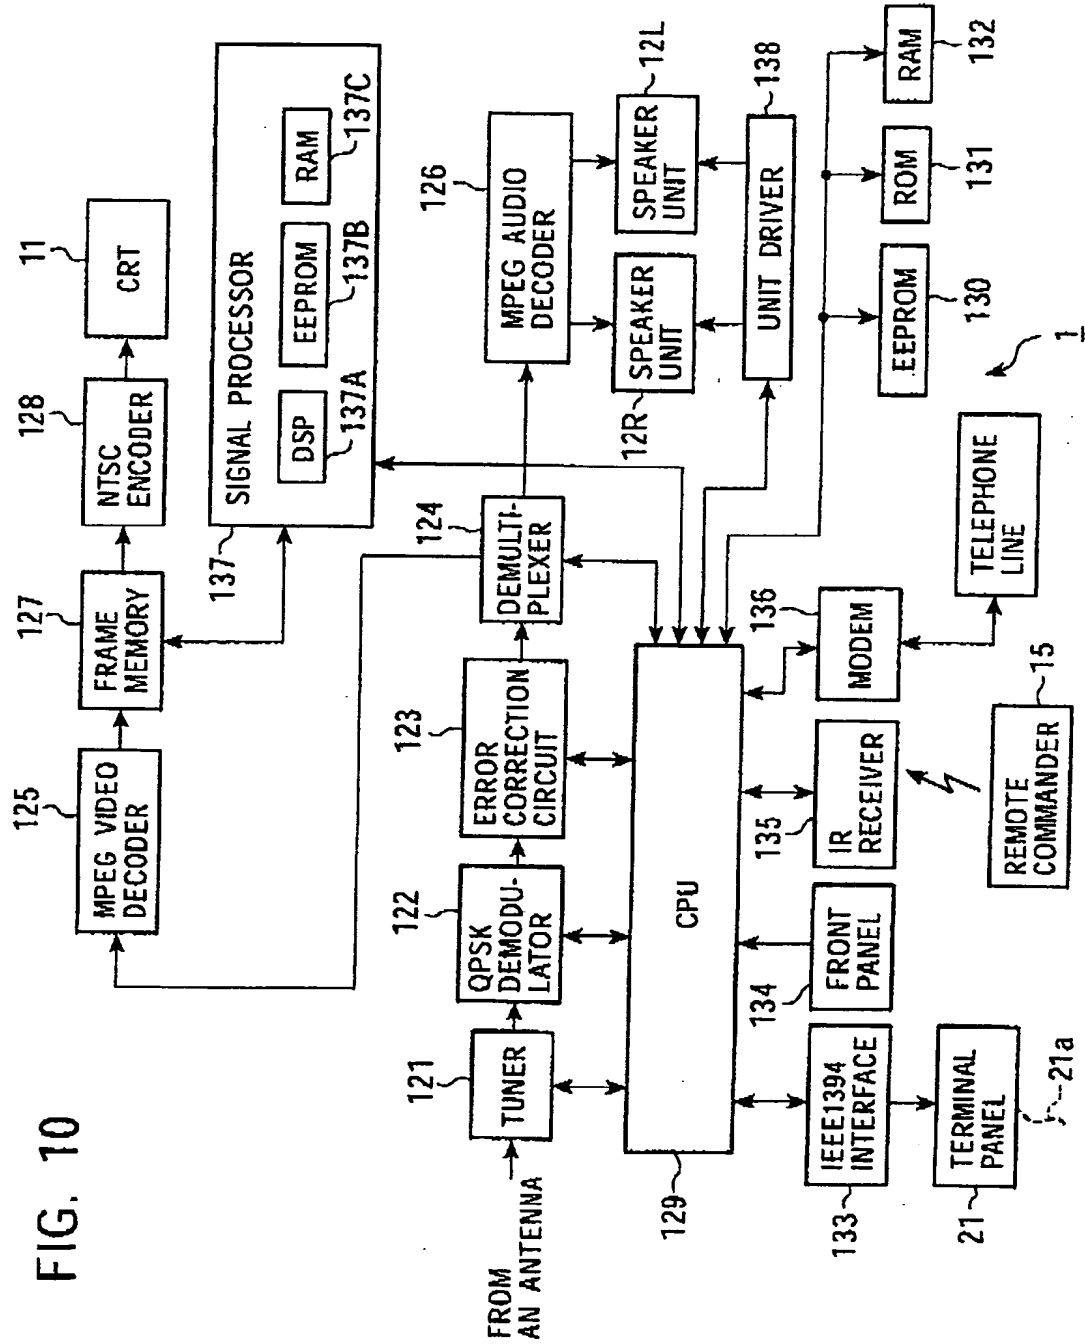 FIG. 10
125
MPEG VIDEO
DECODER
127
FRAME
MEMORY
128
NTSC
ENCODER
11
CRT
137
SIGNAL PROCESSOR
DSP
137A
EEPROM
137B
RAM
137C
FROM
AN ANTENNA
121
TUNER
122
QPSK
DEMODU-
LATOR
123
ERROR
CORRECTION
CIRCUIT
124
DEMULTI-
PLEXER
126
MPEG AUDIO
DECODER
12R
SPEAKER
UNIT
12L
SPEAKER
UNIT
UNIT DRIVER
138
129
CPU
133
IEEE1394
INTERFACE
134
FRONT
PANEL
135
IR
RECEIVER
136
MODEM
EEPROM
130
ROM
131
RAM
132
21
TERMINAL
PANEL
21a
REMOTE
COMMANDER
15
TELEPHONE
LINE
1